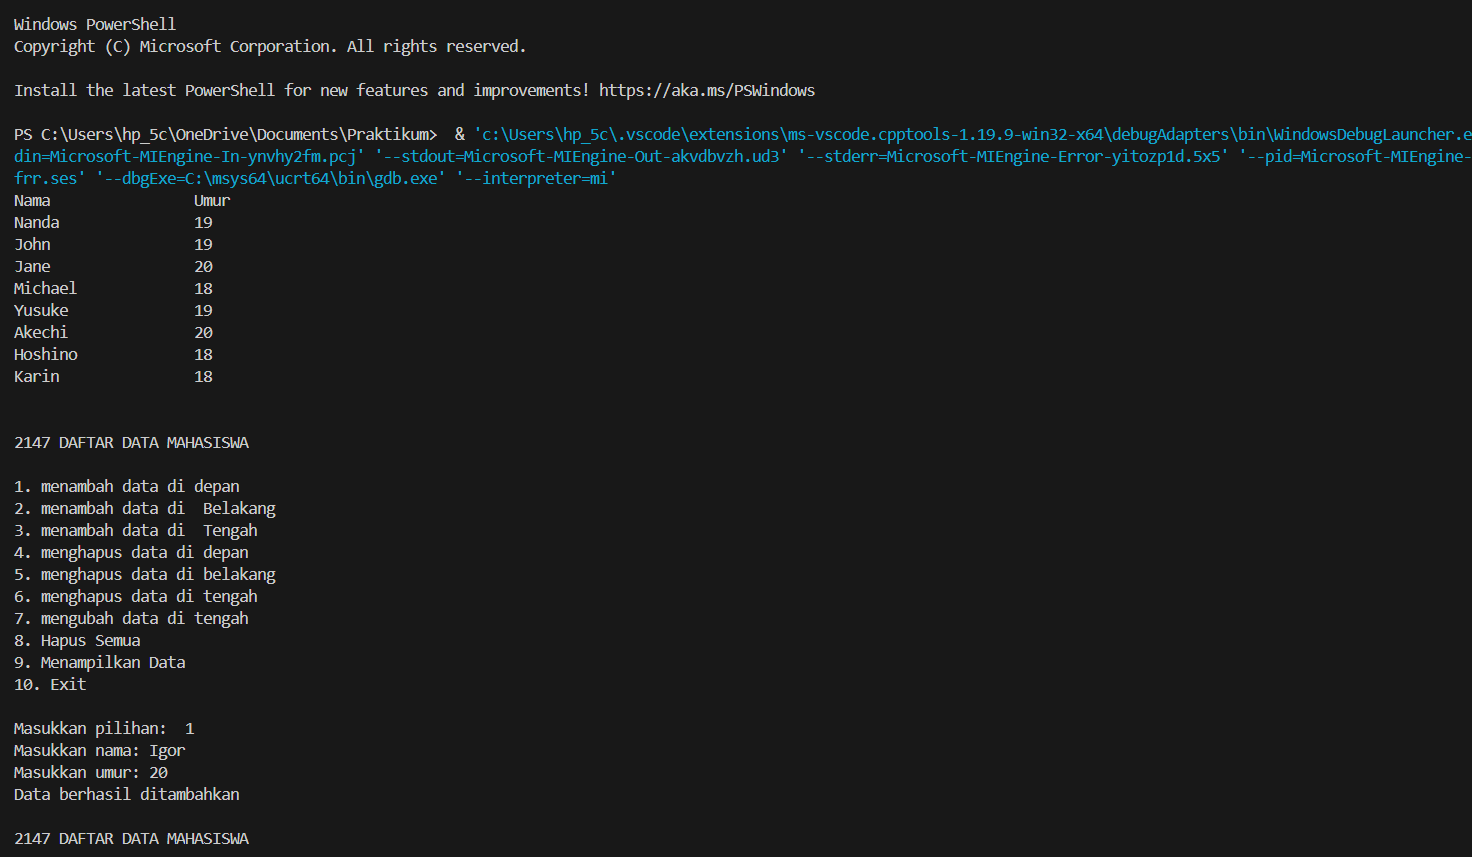 Windows PowerShell
Copyright (C) Microsoft Corporation. All rights reserved.
Install the latest PowerShell for new features and improvements! https://aka.ms/PSWindows
PS C:\Users\hp_5c\OneDrive\Documents\Praktikum>  & 'c:\Users\hp_5c\.vscode\extensions\ms-vscode.cpptools-1.19.9-win32-x64\debugAdapters\bin\WindowsDebugLauncher.e
din=Microsoft-MIEngine-In-ynvhy2fm.pcj' '--stdout=Microsoft-MIEngine-Out-akvdbvzh.ud3' '--stderr=Microsoft-MIEngine-Error-yitozp1d.5x5' '--pid=Microsoft-MIEngine-
frr.ses' '--dbgExe=C:\msys64\ucrt64\bin\gdb.exe' '--interpreter=mi'
Nama                Umur
Nanda               19
John                19
Jane                20
Michael             18
Yusuke              19
Akechi              20
Hoshino             18
Karin               18
2147 DAFTAR DATA MAHASISWA
1. menambah data di depan
2. menambah data di  Belakang
3. menambah data di  Tengah
4. menghapus data di depan
5. menghapus data di belakang
6. menghapus data di tengah
7. mengubah data di tengah
8. Hapus Semua
9. Menampilkan Data
10. Exit
Masukkan pilihan:  1
Masukkan nama: Igor
Masukkan umur: 20
Data berhasil ditambahkan
2147 DAFTAR DATA MAHASISWA